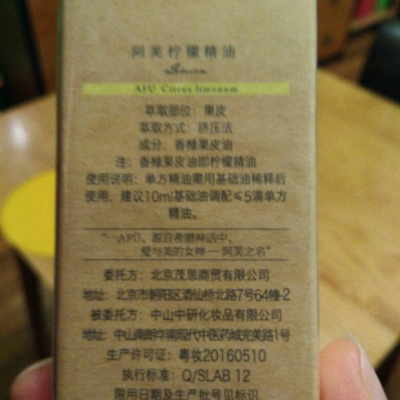 阿芙柠檬精油
Lemon
AFU Citrus limonum
萃取部位：果皮
萃取方式：挤压法
成分：香橼果皮油
注：香橼果皮油即柠檬精油
使用说明：单方精油需用基础油稀释后
使用，建议10ml基础油调配≤5滴单方
精油。
“—AFU，源自希腊神话中，
爱与美的女神—阿芙之名”
委托方：北京茂思商贸有限公司
地址：北京市朝阳区酒仙桥北路7号64幢-2
被委托方：中山中研化妆品有限公司
地址：中山南朗华南现代中医药城完美路1号
生产许可证：粤妆20160510
执行标准：Q/SLAB 12
限用日期及生产批号见标识